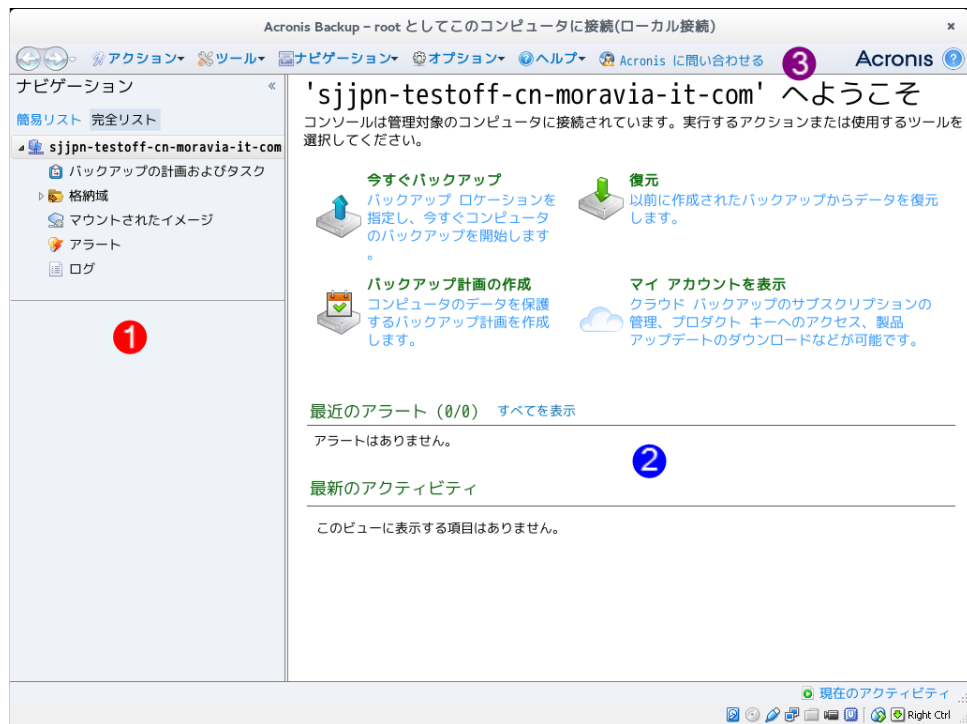 Acronis Backup – root としてこのコンピュータに接続(ローカル接続)
アクション ツール ナビゲーション オプション ヘルプ Acronis に問い合わせる 3 Acronis
ナビゲーション
簡易リスト 完全リスト
sjjpn-testoff-cn-moravia-it-com
バックアップの計画およびタスク
格納域
マウントされたイメージ
アラート
ログ
1
'sjjpn-testoff-cn-moravia-it-com' へようこそ
コンソールは管理対象のコンピュータに接続されています。実行するアクションまたは使用するツールを
選択してください。
今すぐバックアップ
バックアップ ロケーションを
指定し、今すぐコンピュータ
のバックアップを開始します
。
復元
以前に作成されたバックアップからデータを復元
します。
バックアップ計画の作成
コンピュータのデータを保護
するバックアップ計画を作成
します。
マイ アカウントを表示
クラウド バックアップのサブスクリプションの
管理、プロダクト キーへのアクセス、製品
アップデートのダウンロードなどが可能です。
最近のアラート (0/0) すべてを表示
アラートはありません。
2
最新のアクティビティ
このビューに表示する項目はありません。
現在のアクティビティ
Right Ctrl